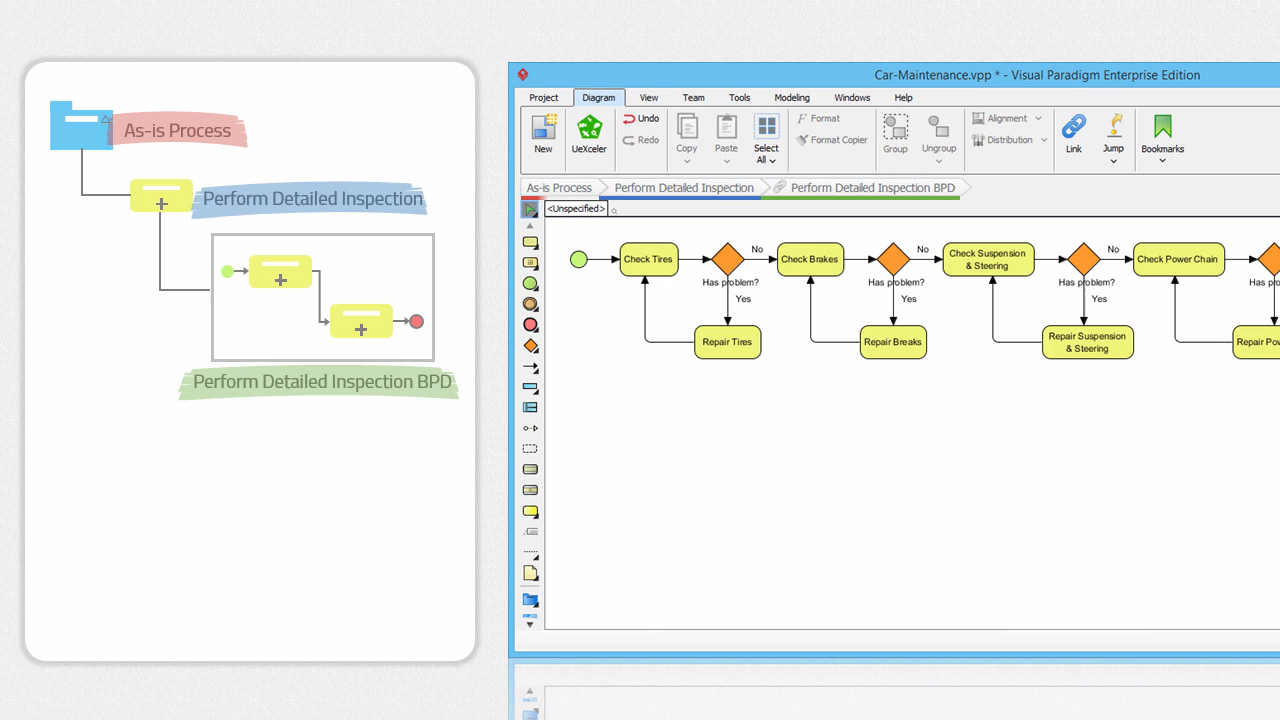 As-is Process
Perform Detailed Inspection
Perform Detailed Inspection BPD
Car-Maintenance.vpp * - Visual Paradigm Enterprise Edition
Project Diagram View Team Tools Modeling Windows Help
New
UeXceler
Undo
Redo
Copy
Paste
Select
All
Format
Format Copier
Group
Ungroup
Alignment
Distribution
Link
Jump
Bookmarks
As-is Process Perform Detailed Inspection Perform Detailed Inspection BPD
<Unspecified>
Check Tires
No
Has problem?
Yes
Repair Tires
Check Brakes
No
Has problem?
Yes
Repair Breaks
Check Suspension
& Steering
No
Has problem?
Yes
Repair Suspension
& Steering
Check Power Chain
Has
Repair